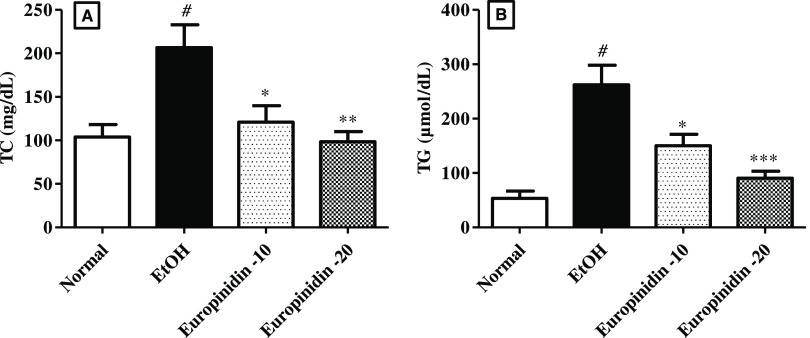 A
TC (mg/dL)
250
200
150
100
50
0
#
*
**
Normal
EtOH
Europinidin -10
Europinidin -20
B
TG (µmol/dL)
400
300
200
100
0
#
*
***
Normal
EtOH
Europinidin -10
Europinidin -20